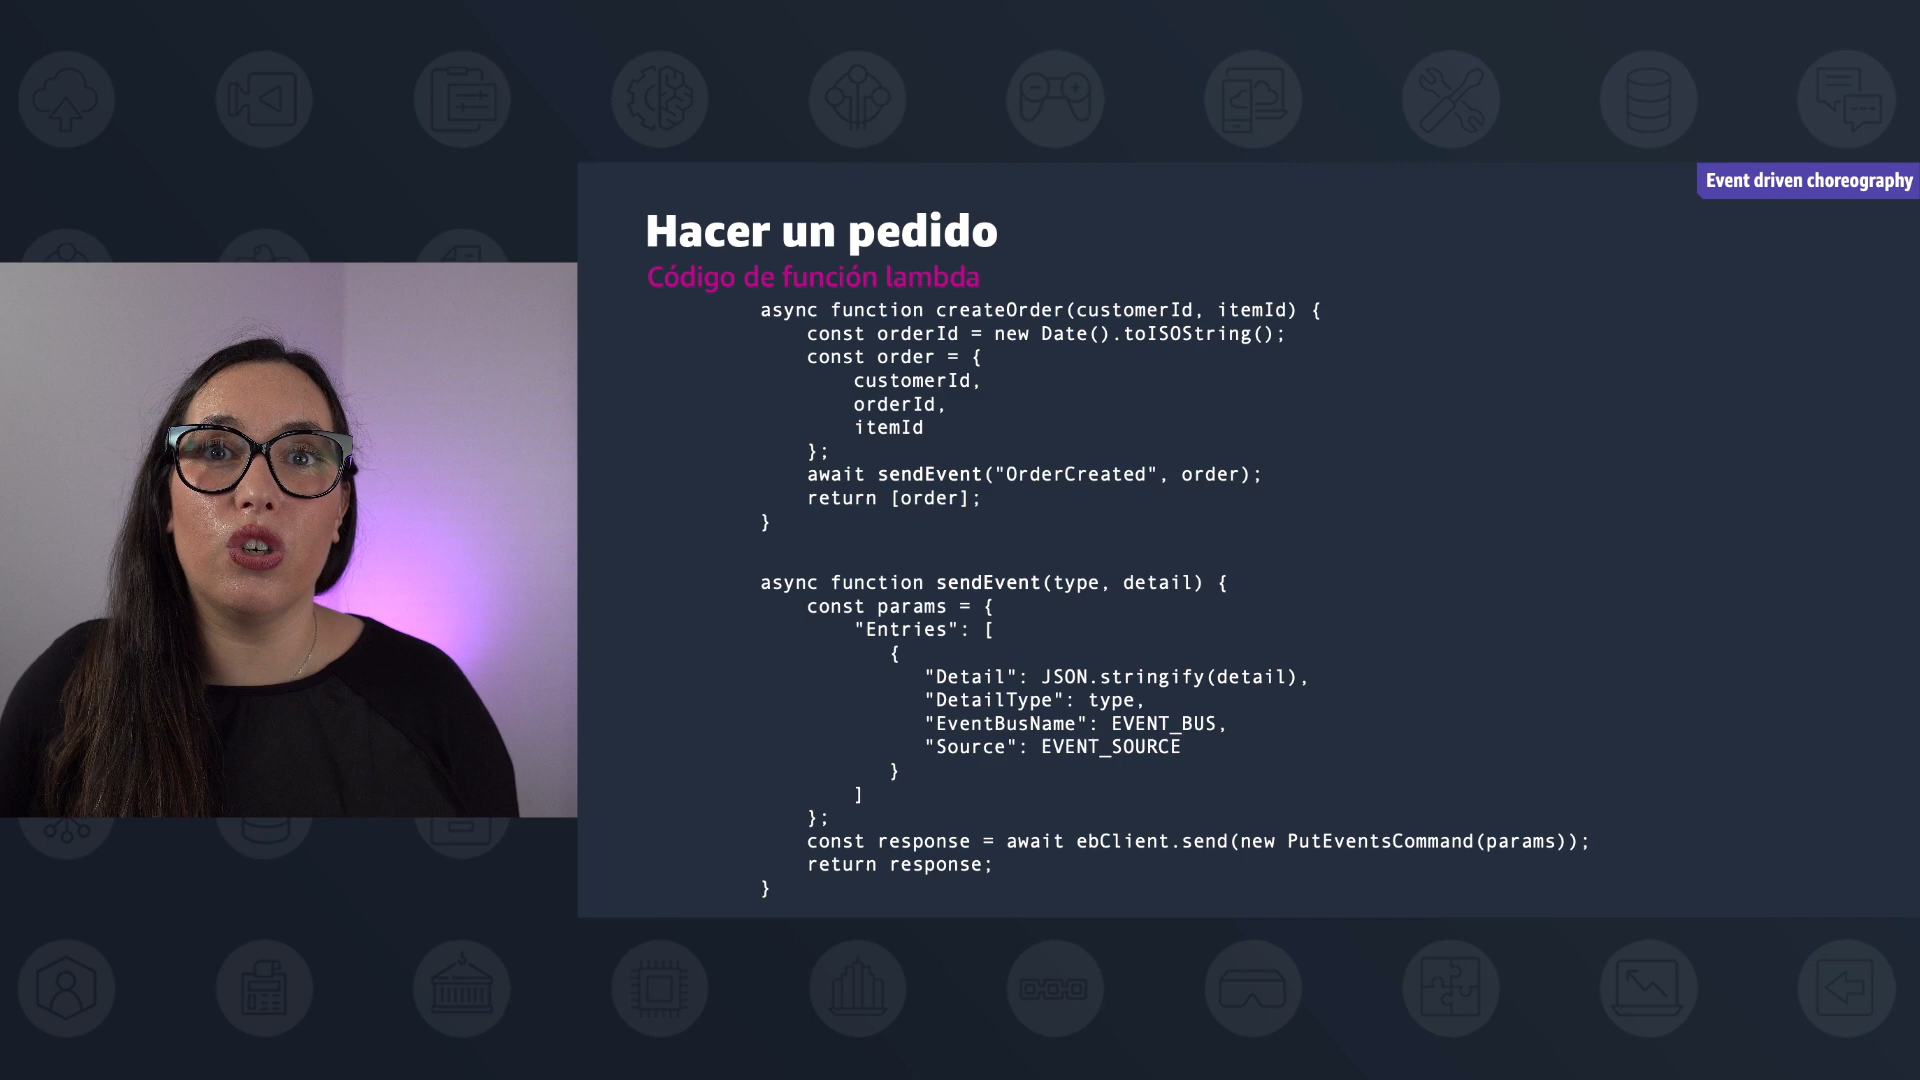 Event driven choreography
Hacer un pedido
Código de función lambda
async function createOrder(customerId, itemId) {
    const orderId = new Date().toISOString();
    const order = {
        customerId,
        orderId,
        itemId
    };
    await sendEvent("OrderCreated", order);
    return [order];
}
async function sendEvent(type, detail) {
    const params = {
        "Entries": [
           {
              "Detail": JSON.stringify(detail),
              "DetailType": type,
              "EventBusName": EVENT_BUS,
              "Source": EVENT_SOURCE
           }
        ]
    };
    const response = await ebClient.send(new PutEventsCommand(params));
    return response;
}